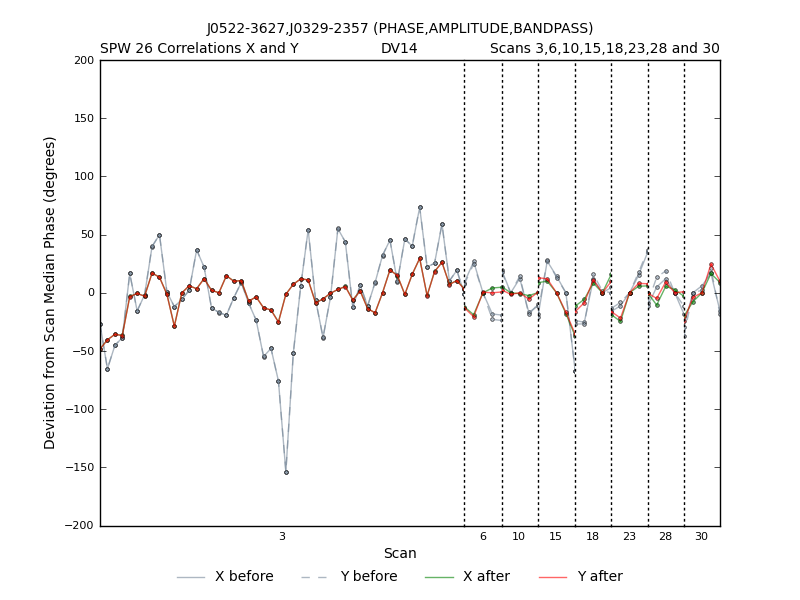 J0522-3627,J0329-2357 (PHASE,AMPLITUDE,BANDPASS)
SPW 26 Correlations X and Y DV14 Scans 3,6,10,15,18,23,28 and 30
200
150
100
50
0
−50
−100
−150
−200
Deviation from Scan Median Phase (degrees)
3 6 10 15 18 23 28 30
Scan
X before Y before X after Y after